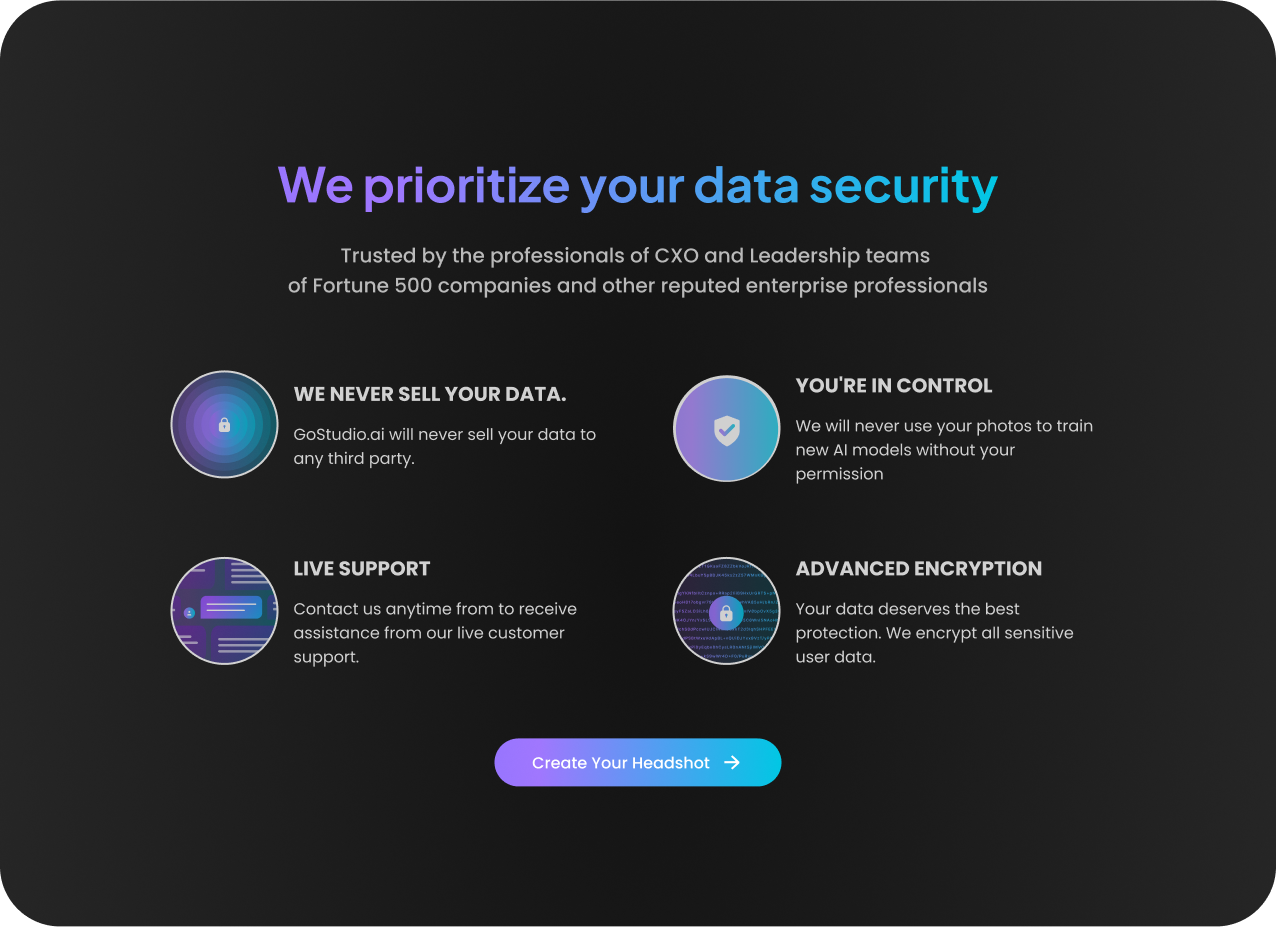 We prioritize your data security
Trusted by the professionals of CXO and Leadership teams
of Fortune 500 companies and other reputed enterprise professionals
WE NEVER SELL YOUR DATA.
GoStudio.ai will never sell your data to
any third party.
YOU'RE IN CONTROL
We will never use your photos to train
new AI models without your
permission
LIVE SUPPORT
Contact us anytime from to receive
assistance from our live customer
support.
ADVANCED ENCRYPTION
Your data deserves the best
protection. We encrypt all sensitive
user data.
Create Your Headshot